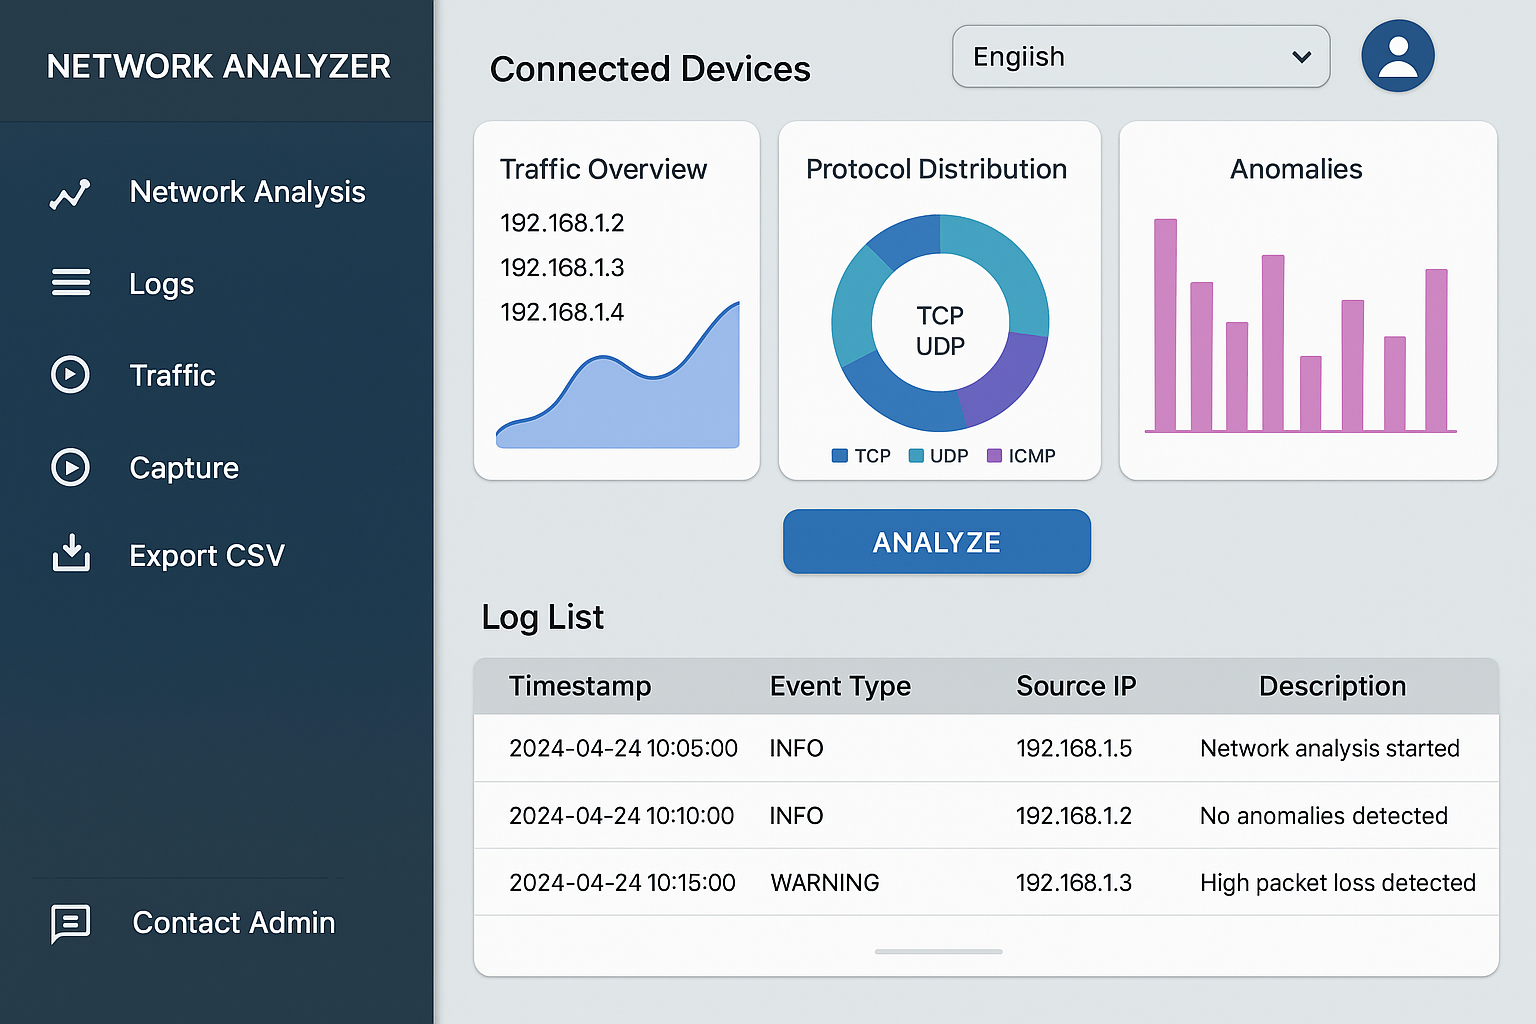 NETWORK ANALYZER
Network Analysis
Logs
Traffic
Capture
Export CSV
Contact Admin
Connected Devices
Engiish
Traffic Overview
192.168.1.2
192.168.1.3
192.168.1.4
Protocol Distribution
TCP
UDP
TCP UDP ICMP
Anomalies
ANALYZE
Log List
Timestamp Event Type Source IP Description
2024-04-24 10:05:00 INFO 192.168.1.5 Network analysis started
2024-04-24 10:10:00 INFO 192.168.1.2 No anomalies detected
2024-04-24 10:15:00 WARNING 192.168.1.3 High packet loss detected